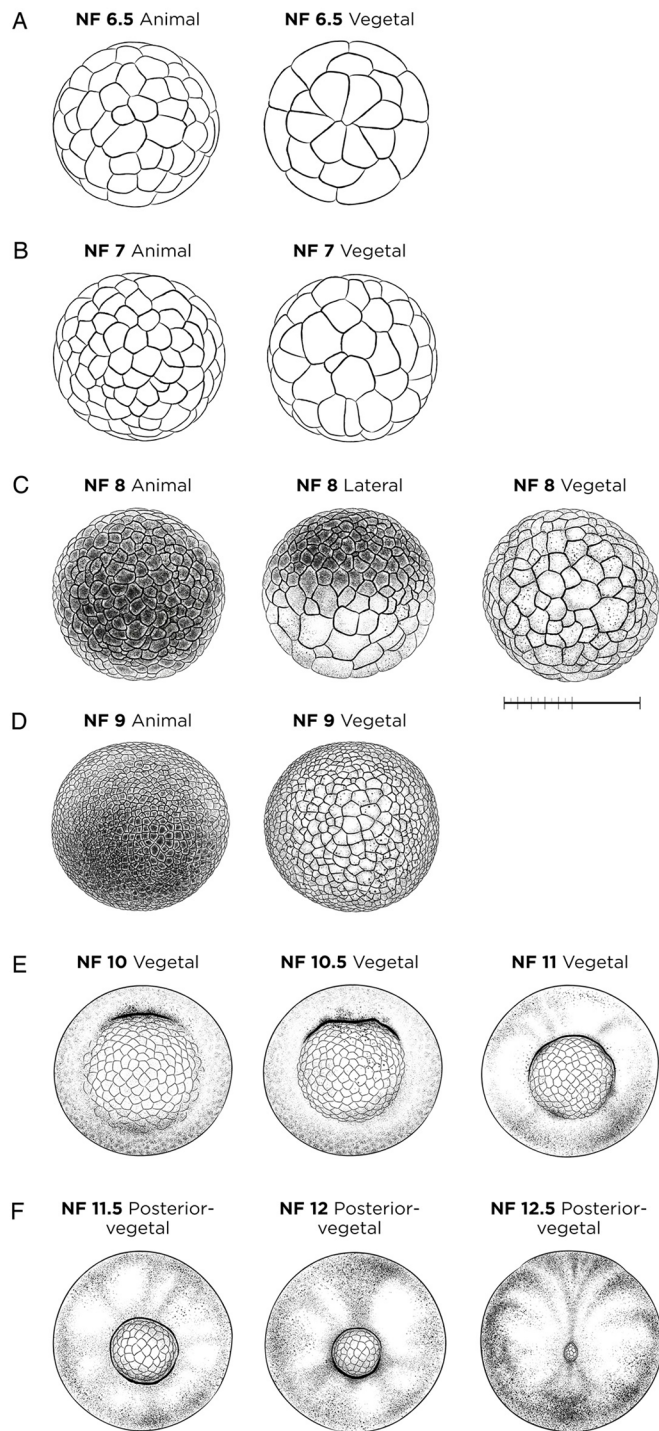 A
NF 6.5 Animal
NF 6.5 Vegetal
B
NF 7 Animal
NF 7 Vegetal
C
NF 8 Animal
NF 8 Lateral
NF 8 Vegetal
D
NF 9 Animal
NF 9 Vegetal
E
NF 10 Vegetal
NF 10.5 Vegetal
NF 11 Vegetal
F
NF 11.5 Posterior-
vegetal
NF 12 Posterior-
vegetal
NF 12.5 Posterior-
vegetal